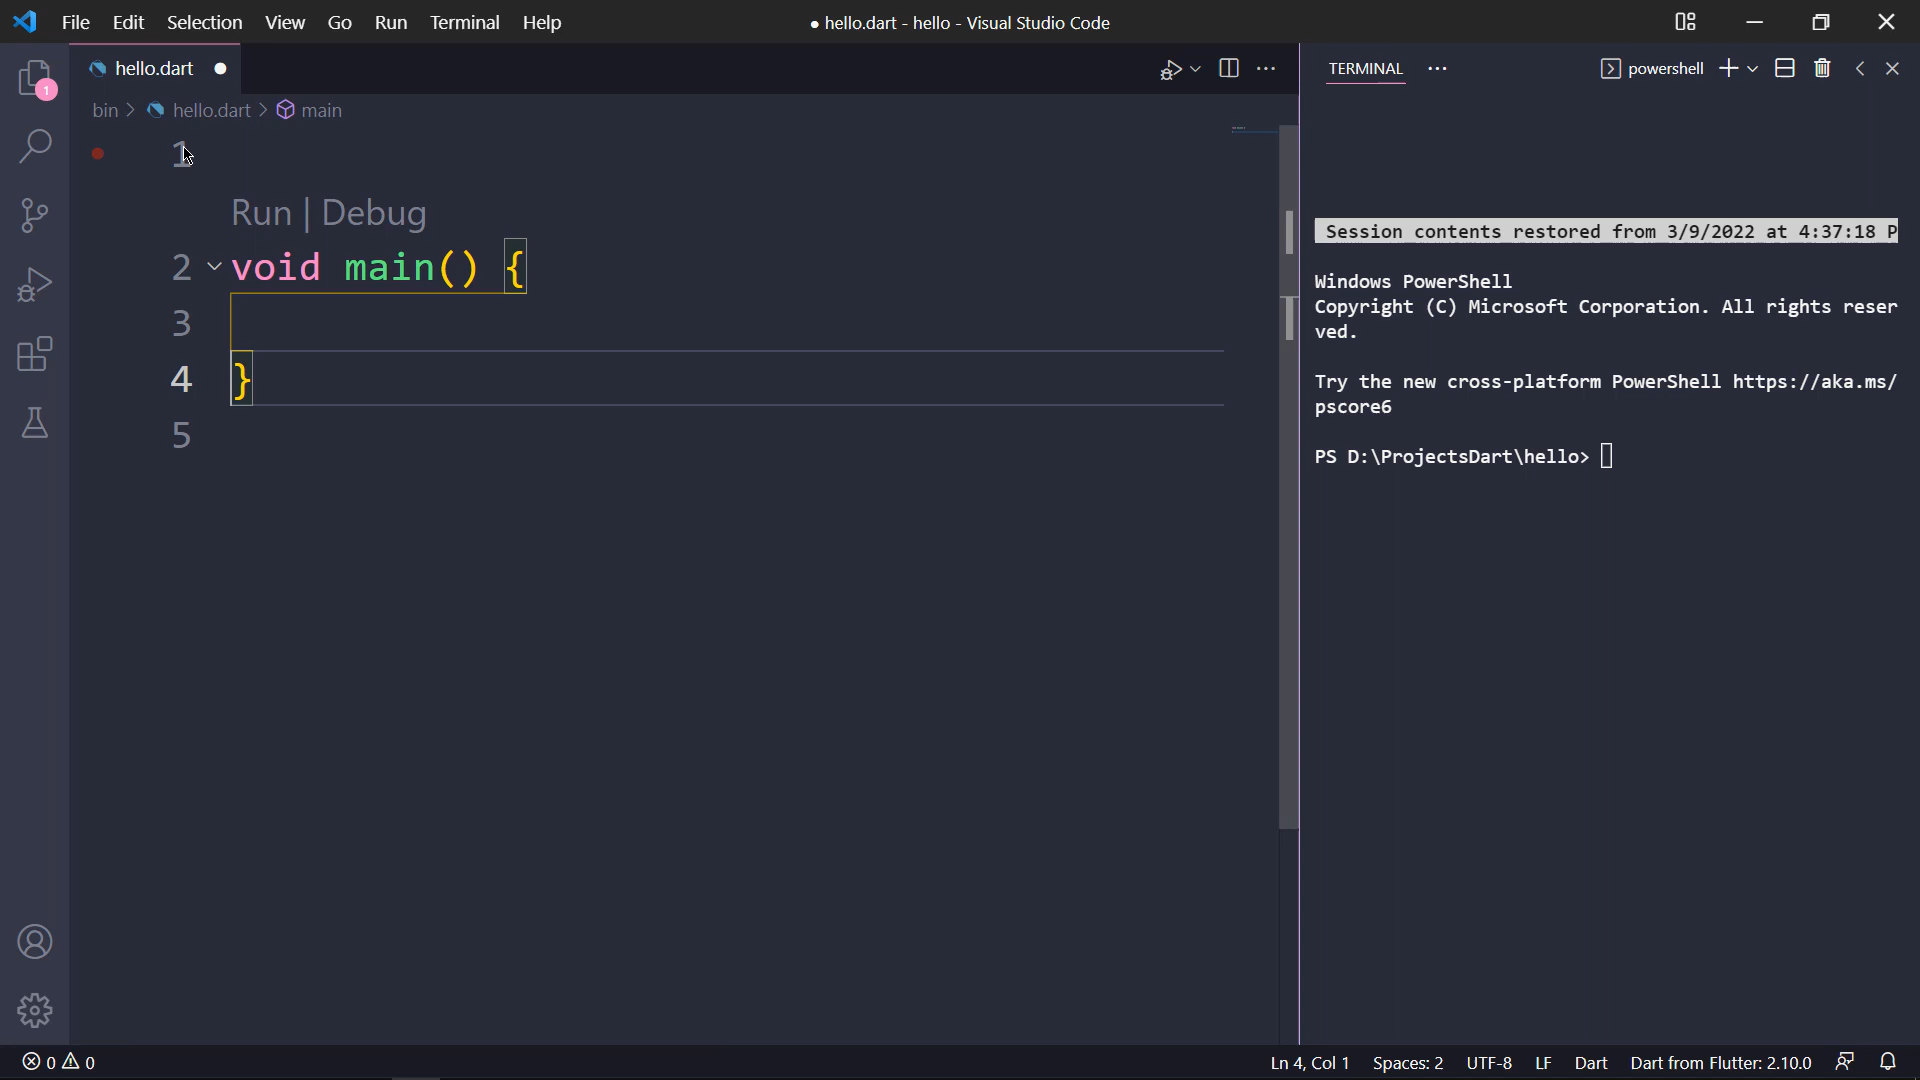 File Edit Selection View Go Run Terminal Help
● hello.dart - hello - Visual Studio Code
hello.dart
TERMINAL
powershell
bin > hello.dart > main
1
1
Run | Debug
2 void main() {
3
4 }
5
Session contents restored from 3/9/2022 at 4:37:18 P
Windows PowerShell
Copyright (C) Microsoft Corporation. All rights reser
ved.
Try the new cross-platform PowerShell https://aka.ms/
pscore6
PS D:\ProjectsDart\hello>
0 0
Ln 4, Col 1 Spaces: 2 UTF-8 LF Dart Dart from Flutter: 2.10.0